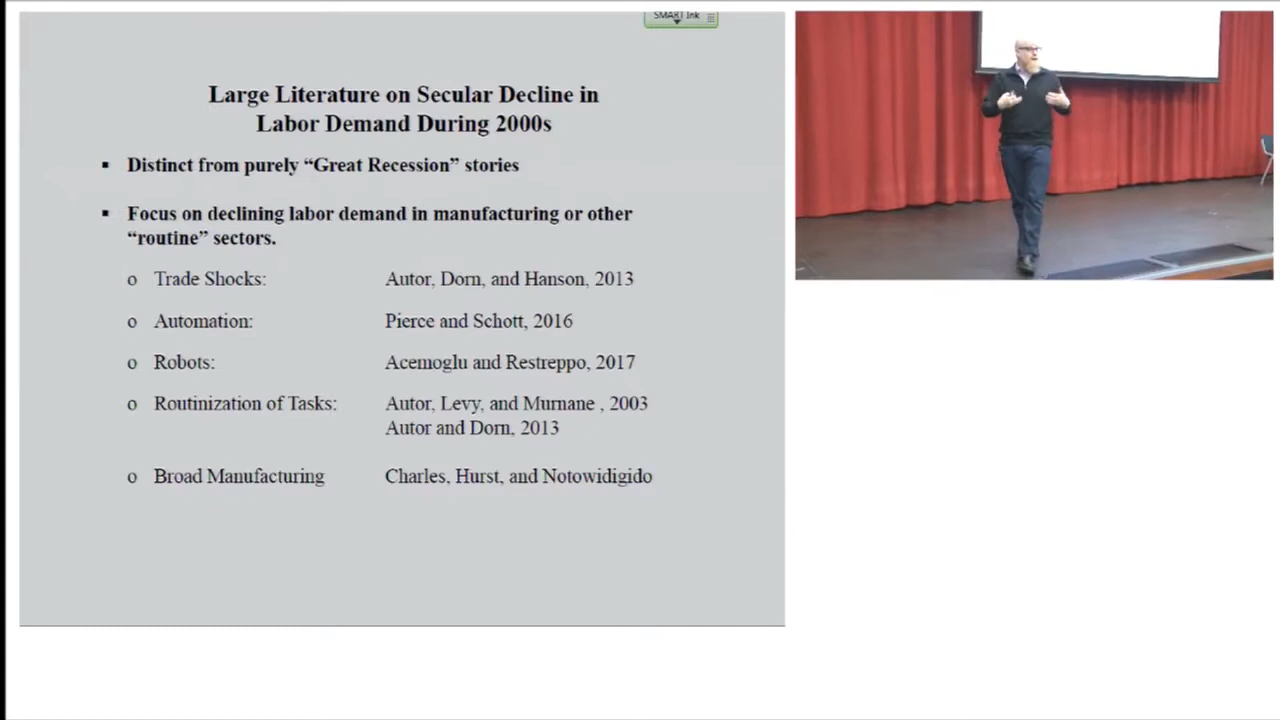 SMART Ink
Large Literature on Secular Decline in
Labor Demand During 2000s
▪ Distinct from purely “Great Recession” stories
▪ Focus on declining labor demand in manufacturing or other
“routine” sectors.
o Trade Shocks: Autor, Dorn, and Hanson, 2013
o Automation: Pierce and Schott, 2016
o Robots: Acemoglu and Restreppo, 2017
o Routinization of Tasks: Autor, Levy, and Murnane , 2003
Autor and Dorn, 2013
o Broad Manufacturing Charles, Hurst, and Notowidigido